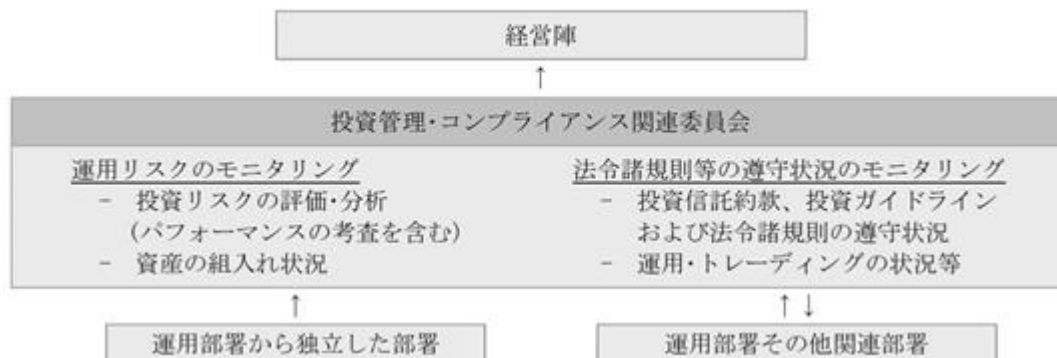 経営陣
↑
投資管理・コンプライアンス関連委員会
運用リスクのモニタリング
- 投資リスクの評価・分析
(パフォーマンスの考査を含む)
- 資産の組入れ状況
法令諸規則等の遵守状況のモニタリング
- 投資信託約款、投資ガイドライン
および法令諸規則の遵守状況
- 運用・トレーディングの状況等
↑
↑↓
運用部署から独立した部署
運用部署その他関連部署